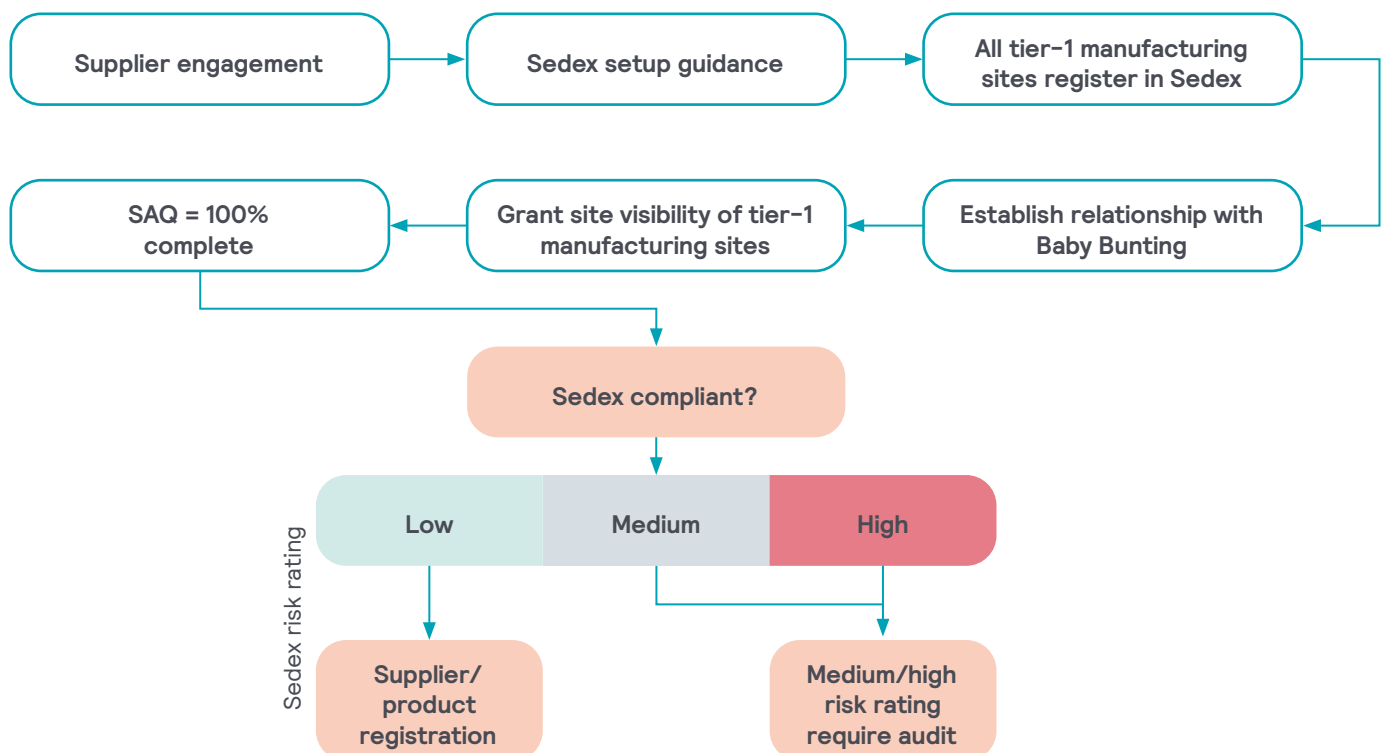 Supplier engagement
Sedex setup guidance
All tier-1 manufacturing
sites register in Sedex
SAQ = 100%
complete
Grant site visibility of tier-1
manufacturing sites
Establish relationship with
Baby Bunting
Sedex compliant?
Low
Medium
High
Sedex risk rating
Supplier/
product
registration
Medium/high
risk rating
require audit